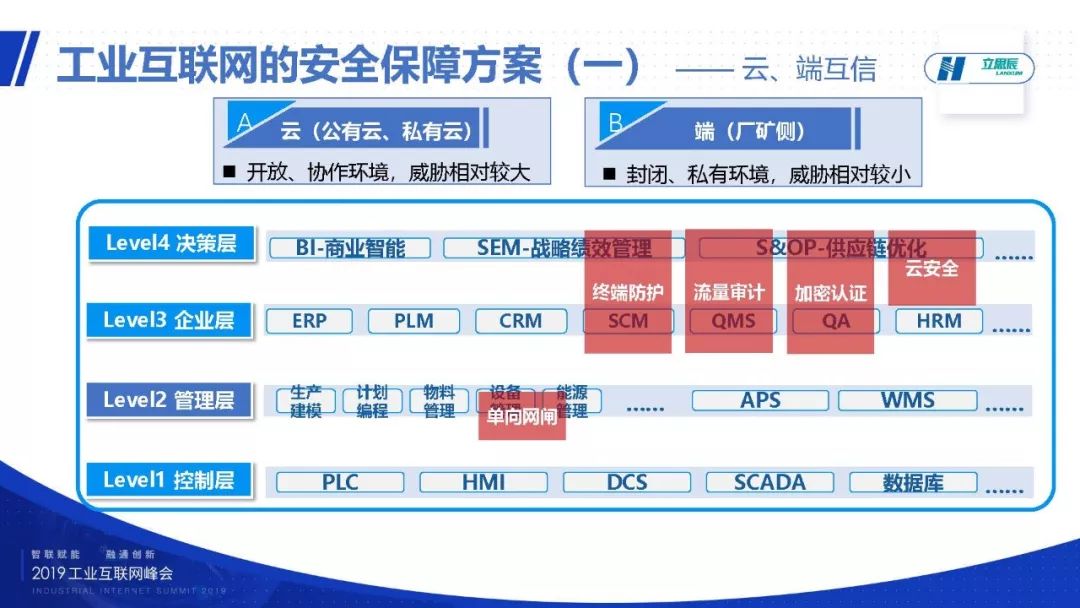 工业互联网的安全保障方案（一） —— 云、端互信
立思辰
LANXUM
A 云（公有云、私有云）
■ 开放、协作环境，威胁相对较大
B 端（厂矿侧）
■ 封闭、私有环境，威胁相对较小
Level4 决策层
BI-商业智能
SEM-战略绩效管理
S&OP-供应链优化
......
终端防护
流量审计
加密认证
云安全
Level3 企业层
ERP
PLM
CRM
SCM
QMS
QA
HRM
......
Level2 管理层
生产
建模
计划
编程
物料
管理
设备
管理
能源
管理
单向网闸
......
APS
WMS
......
Level1 控制层
PLC
HMI
DCS
SCADA
数据库
......
智联赋能 融通创新
2019工业互联网峰会
INDUSTRIAL INTERNET SUMMIT 2019